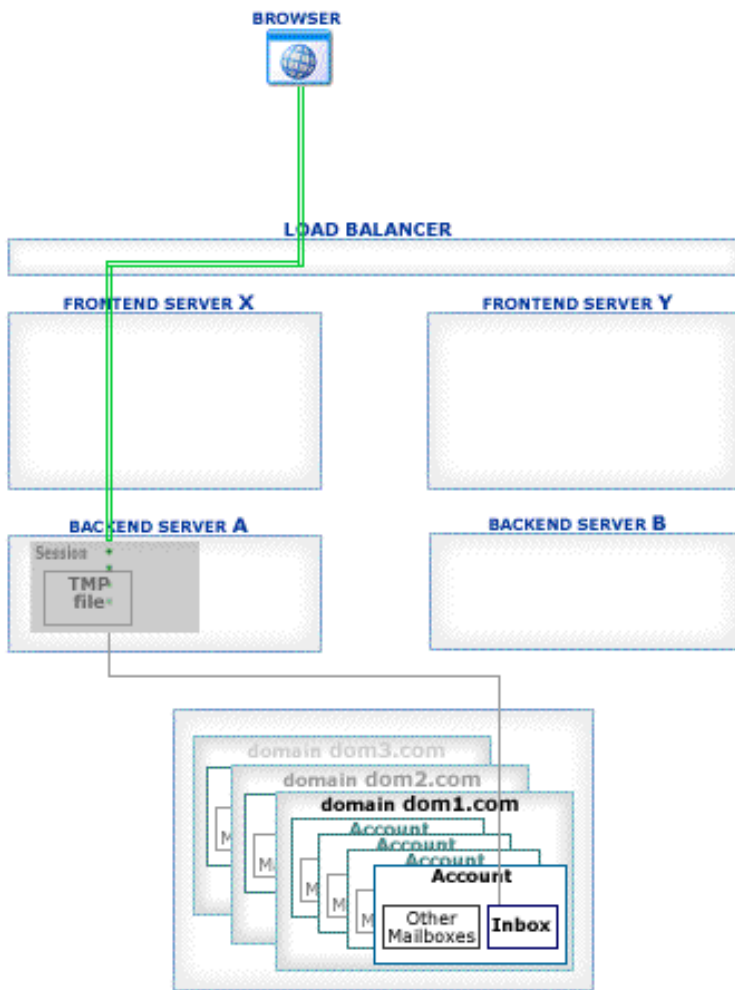 BROWSER
LOAD BALANCER
FRONTEND SERVER X
FRONTEND SERVER Y
BACKEND SERVER A
BACKEND SERVER B
Session
TMP
file
domain dom3.com
domain dom2.com
domain dom1.com
Account
Account
Account
Account
M
M
M
M
M
Other
Mailboxes
Inbox